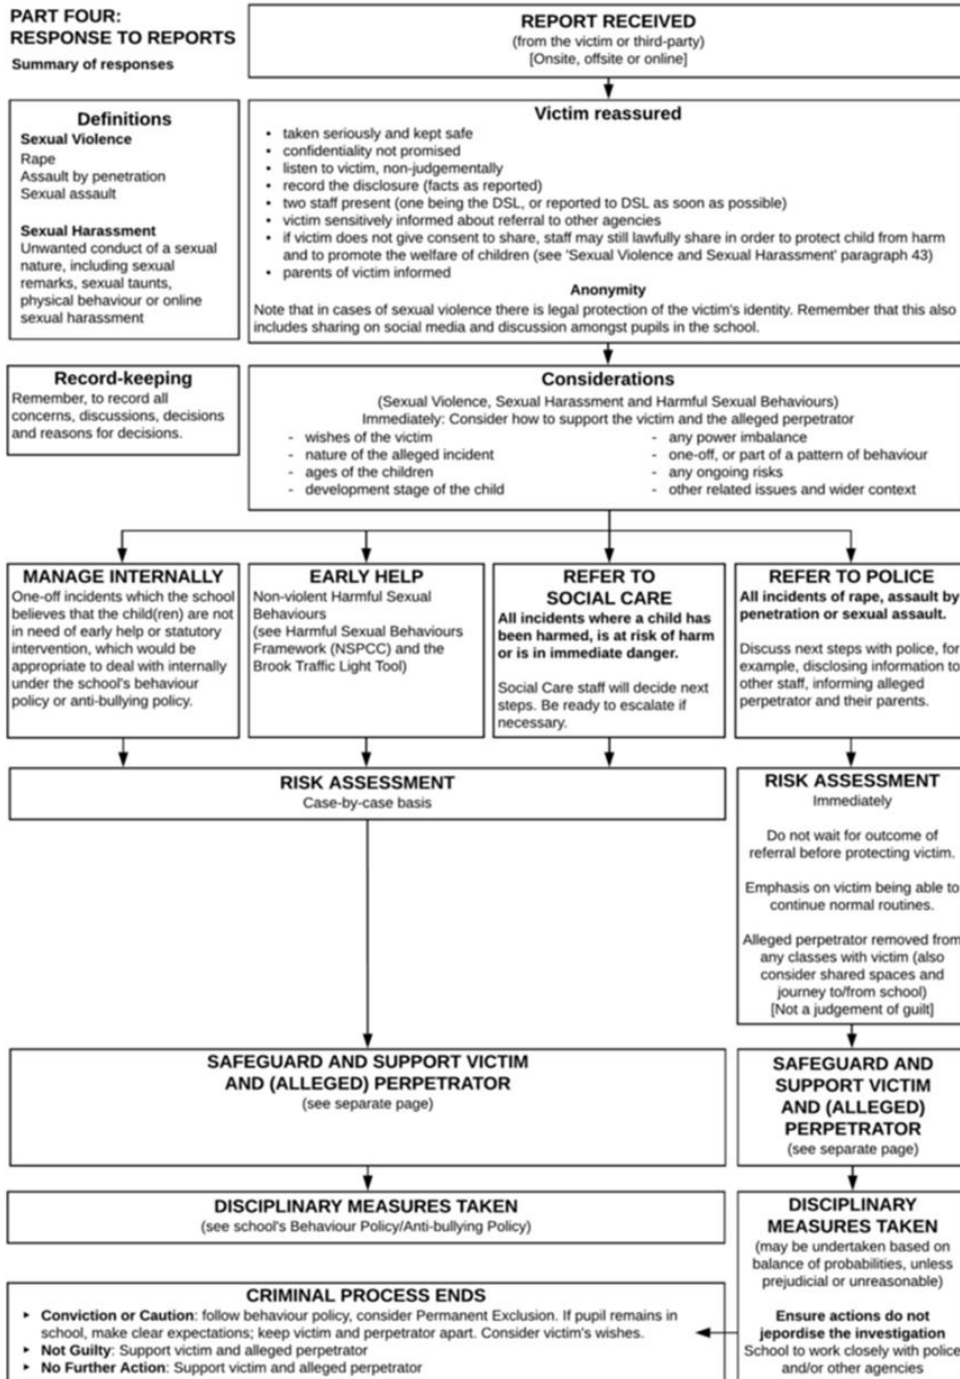 PART FOUR:
RESPONSE TO REPORTS
Summary of responses
REPORT RECEIVED
(from the victim or third-party)
[Onsite, offsite or online]
Definitions
Sexual Violence
Rape
Assault by penetration
Sexual assault
Sexual Harassment
Unwanted conduct of a sexual
nature, including sexual
remarks, sexual taunts,
physical behaviour or online
sexual harassment
Victim reassured
• taken seriously and kept safe
• confidentiality not promised
• listen to victim, non-judgementally
• record the disclosure (facts as reported)
• two staff present (one being the DSL, or reported to DSL as soon as possible)
• victim sensitively informed about referral to other agencies
• if victim does not give consent to share, staff may still lawfully share in order to protect child from harm
and to promote the welfare of children (see 'Sexual Violence and Sexual Harassment' paragraph 43)
• parents of victim informed
Anonymity
Note that in cases of sexual violence there is legal protection of the victim's identity. Remember that this also
includes sharing on social media and discussion amongst pupils in the school.
Record-keeping
Remember, to record all
concerns, discussions, decisions
and reasons for decisions.
Considerations
(Sexual Violence, Sexual Harassment and Harmful Sexual Behaviours)
Immediately: Consider how to support the victim and the alleged perpetrator
- wishes of the victim
- nature of the alleged incident
- ages of the children
- development stage of the child
- any power imbalance
- one-off, or part of a pattern of behaviour
- any ongoing risks
- other related issues and wider context
MANAGE INTERNALLY
One-off incidents which the school
believes that the child(ren) are not
in need of early help or statutory
intervention, which would be
appropriate to deal with internally
under the school's behaviour
policy or anti-bullying policy.
EARLY HELP
Non-violent Harmful Sexual
Behaviours
(see Harmful Sexual Behaviours
Framework (NSPCC) and the
Brook Traffic Light Tool)
REFER TO
SOCIAL CARE
All incidents where a child has
been harmed, is at risk of harm
or is in immediate danger.
Social Care staff will decide next
steps. Be ready to escalate if
necessary.
REFER TO POLICE
All incidents of rape, assault by
penetration or sexual assault.
Discuss next steps with police, for
example, disclosing information to
other staff, informing alleged
perpetrator and their parents.
RISK ASSESSMENT
Case-by-case basis
RISK ASSESSMENT
Immediately
Do not wait for outcome of
referral before protecting victim.
Emphasis on victim being able to
continue normal routines.
Alleged perpetrator removed from
any classes with victim (also
consider shared spaces and
journey to/from school)
[Not a judgement of guilt]
SAFEGUARD AND SUPPORT VICTIM
AND (ALLEGED) PERPETRATOR
(see separate page)
SAFEGUARD AND
SUPPORT VICTIM
AND (ALLEGED)
PERPETRATOR
(see separate page)
DISCIPLINARY MEASURES TAKEN
(see school's Behaviour Policy/Anti-bullying Policy)
DISCIPLINARY
MEASURES TAKEN
(may be undertaken based on
balance of probabilities, unless
prejudicial or unreasonable)
Ensure actions do not
jepordise the investigation
School to work closely with police
and/or other agencies
CRIMINAL PROCESS ENDS
▸ Conviction or Caution: follow behaviour policy, consider Permanent Exclusion. If pupil remains in
school, make clear expectations; keep victim and perpetrator apart. Consider victim's wishes.
▸ Not Guilty: Support victim and alleged perpetrator
▸ No Further Action: Support victim and alleged perpetrator